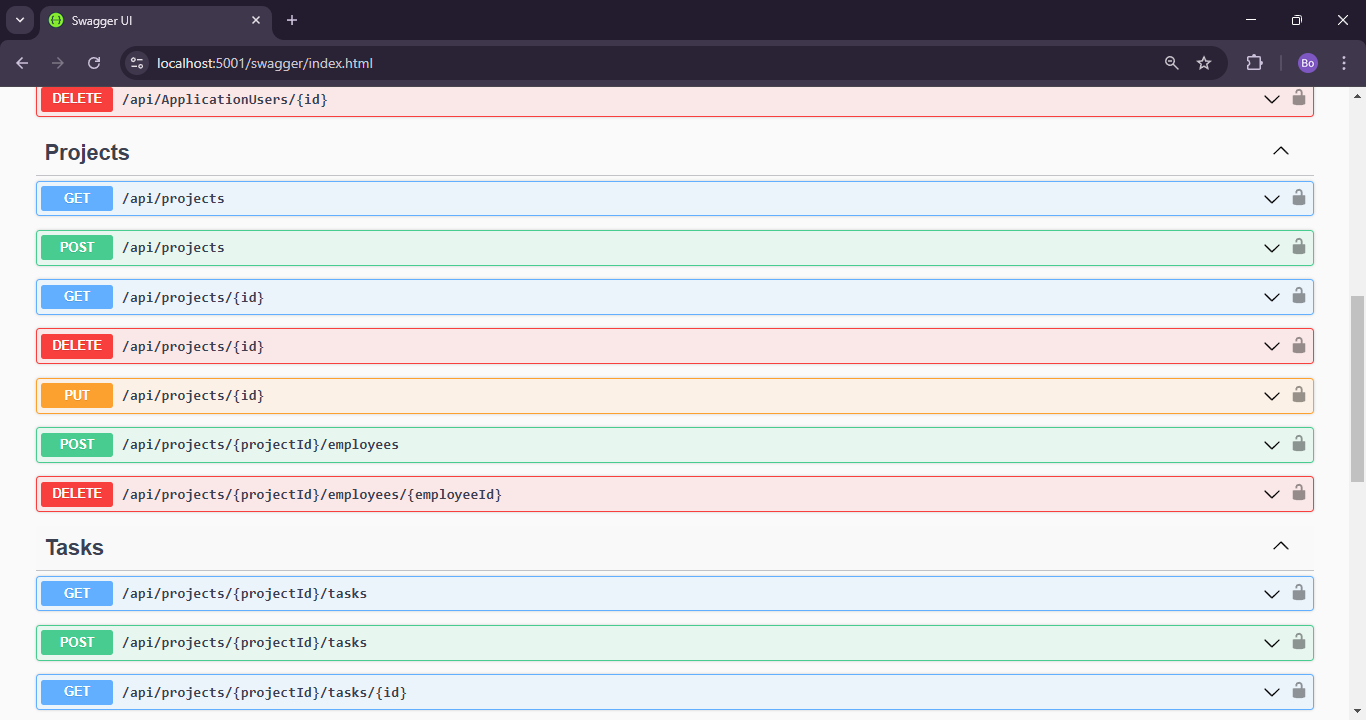 Swagger UI
localhost:5001/swagger/index.html
Bo
DELETE /api/ApplicationUsers/{id}
Projects
GET /api/projects
POST /api/projects
GET /api/projects/{id}
DELETE /api/projects/{id}
PUT /api/projects/{id}
POST /api/projects/{projectId}/employees
DELETE /api/projects/{projectId}/employees/{employeeId}
Tasks
GET /api/projects/{projectId}/tasks
POST /api/projects/{projectId}/tasks
GET /api/projects/{projectId}/tasks/{id}